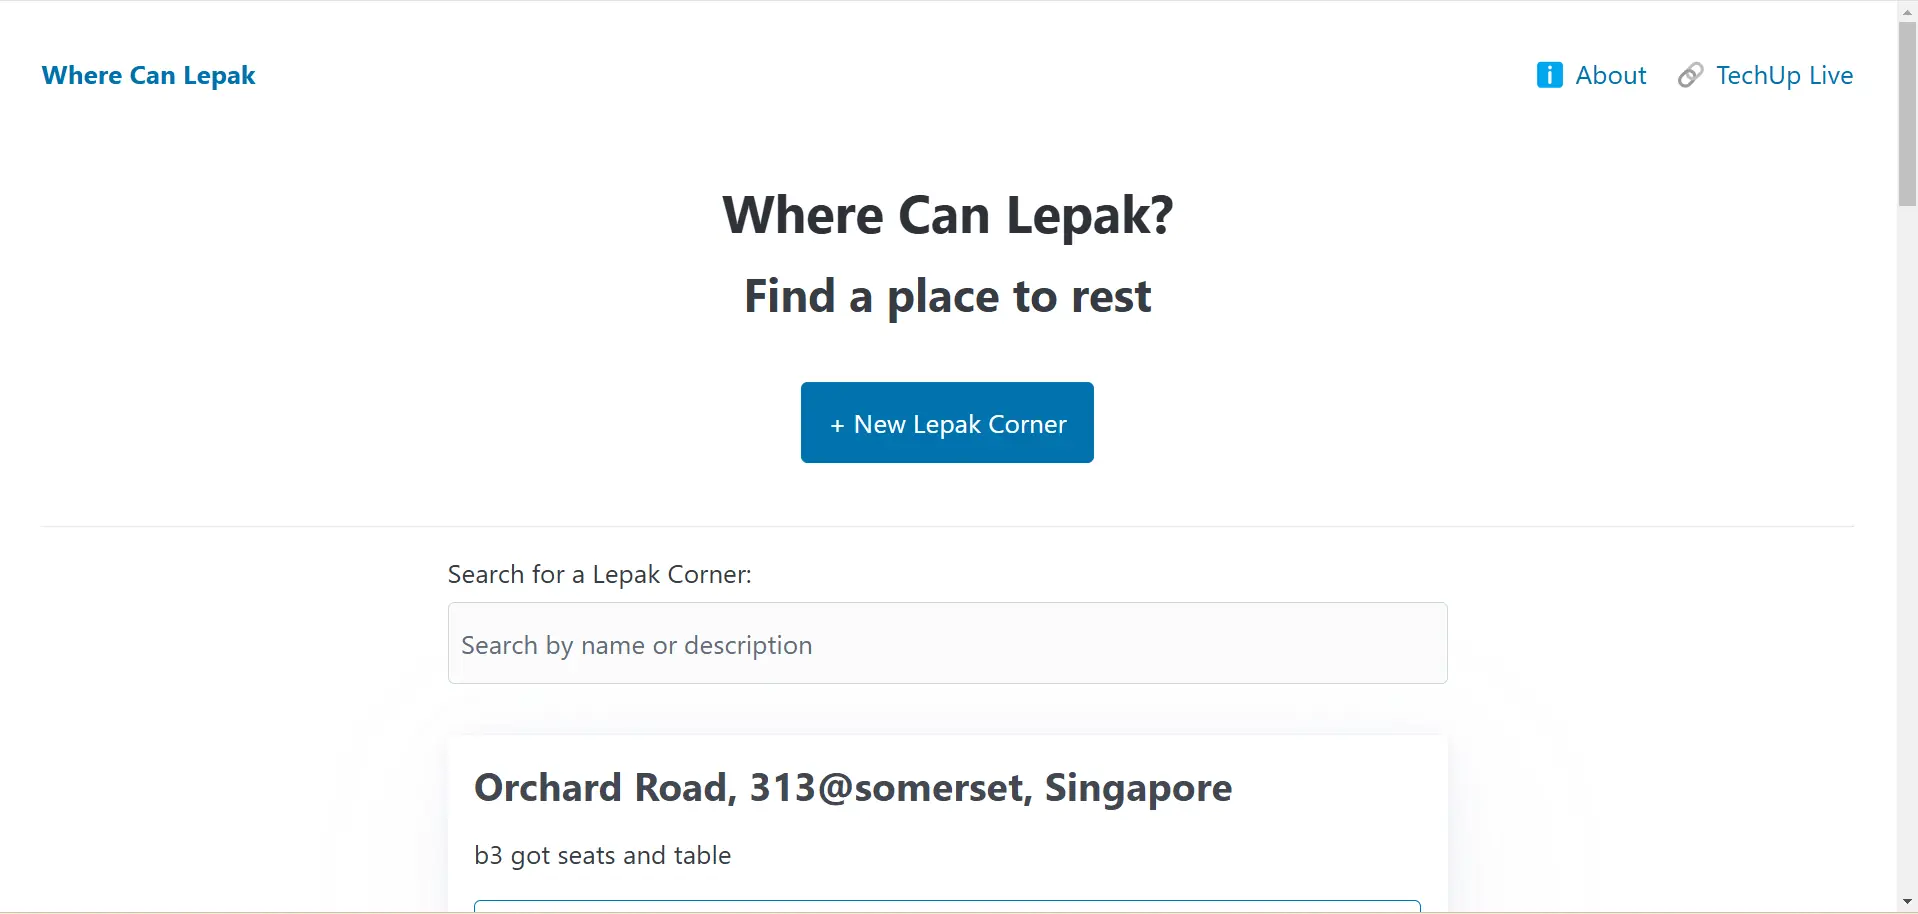 Where Can Lepak
About
TechUp Live
Where Can Lepak?
Find a place to rest
+ New Lepak Corner
Search for a Lepak Corner:
Search by name or description
Orchard Road, 313@somerset, Singapore
b3 got seats and table